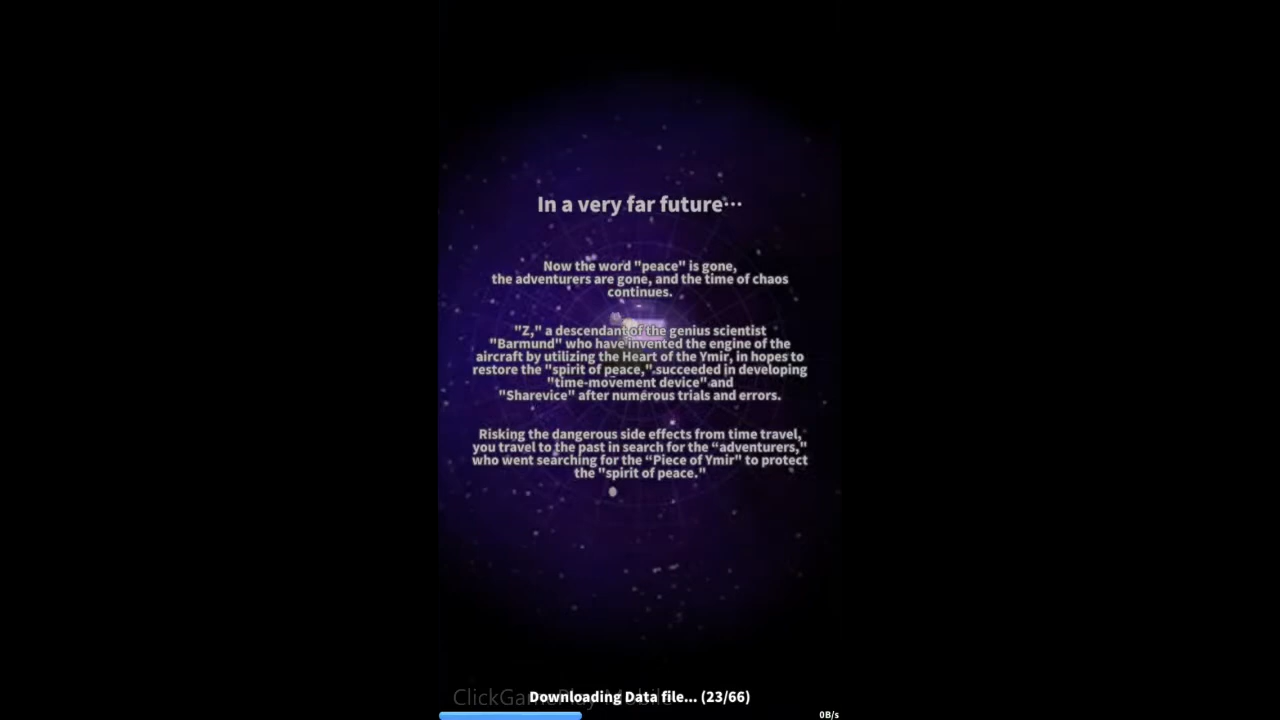 In a very far future…
Now the word "peace" is gone,
the adventurers are gone, and the time of chaos
continues.
"Z," a descendant of the genius scientist
"Barmund" who have invented the engine of the
aircraft by utilizing the Heart of the Ymir, in hopes to
restore the "spirit of peace," succeeded in developing
"time-movement device" and
"Sharevice" after numerous trials and errors.
Risking the dangerous side effects from time travel,
you travel to the past in search for the “adventurers,”
who went searching for the “Piece of Ymir" to protect
the "spirit of peace."
ClickGamePlay Mobile
Downloading Data file... (23/66)
0B/s